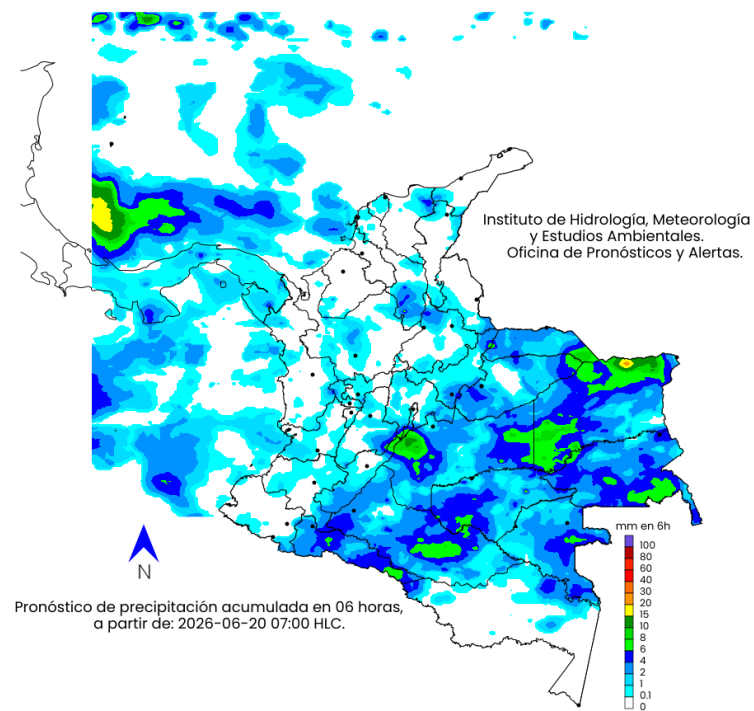 Instituto de Hidrología, Meteorología
y Estudios Ambientales.
Oficina de Pronósticos y Alertas.
mm en 6h
100
80
60
40
30
20
15
10
8
6
4
2
1
0.1
0
N
Pronóstico de precipitación acumulada en 06 horas,
a partir de: 2026-06-20 07:00 HLC.